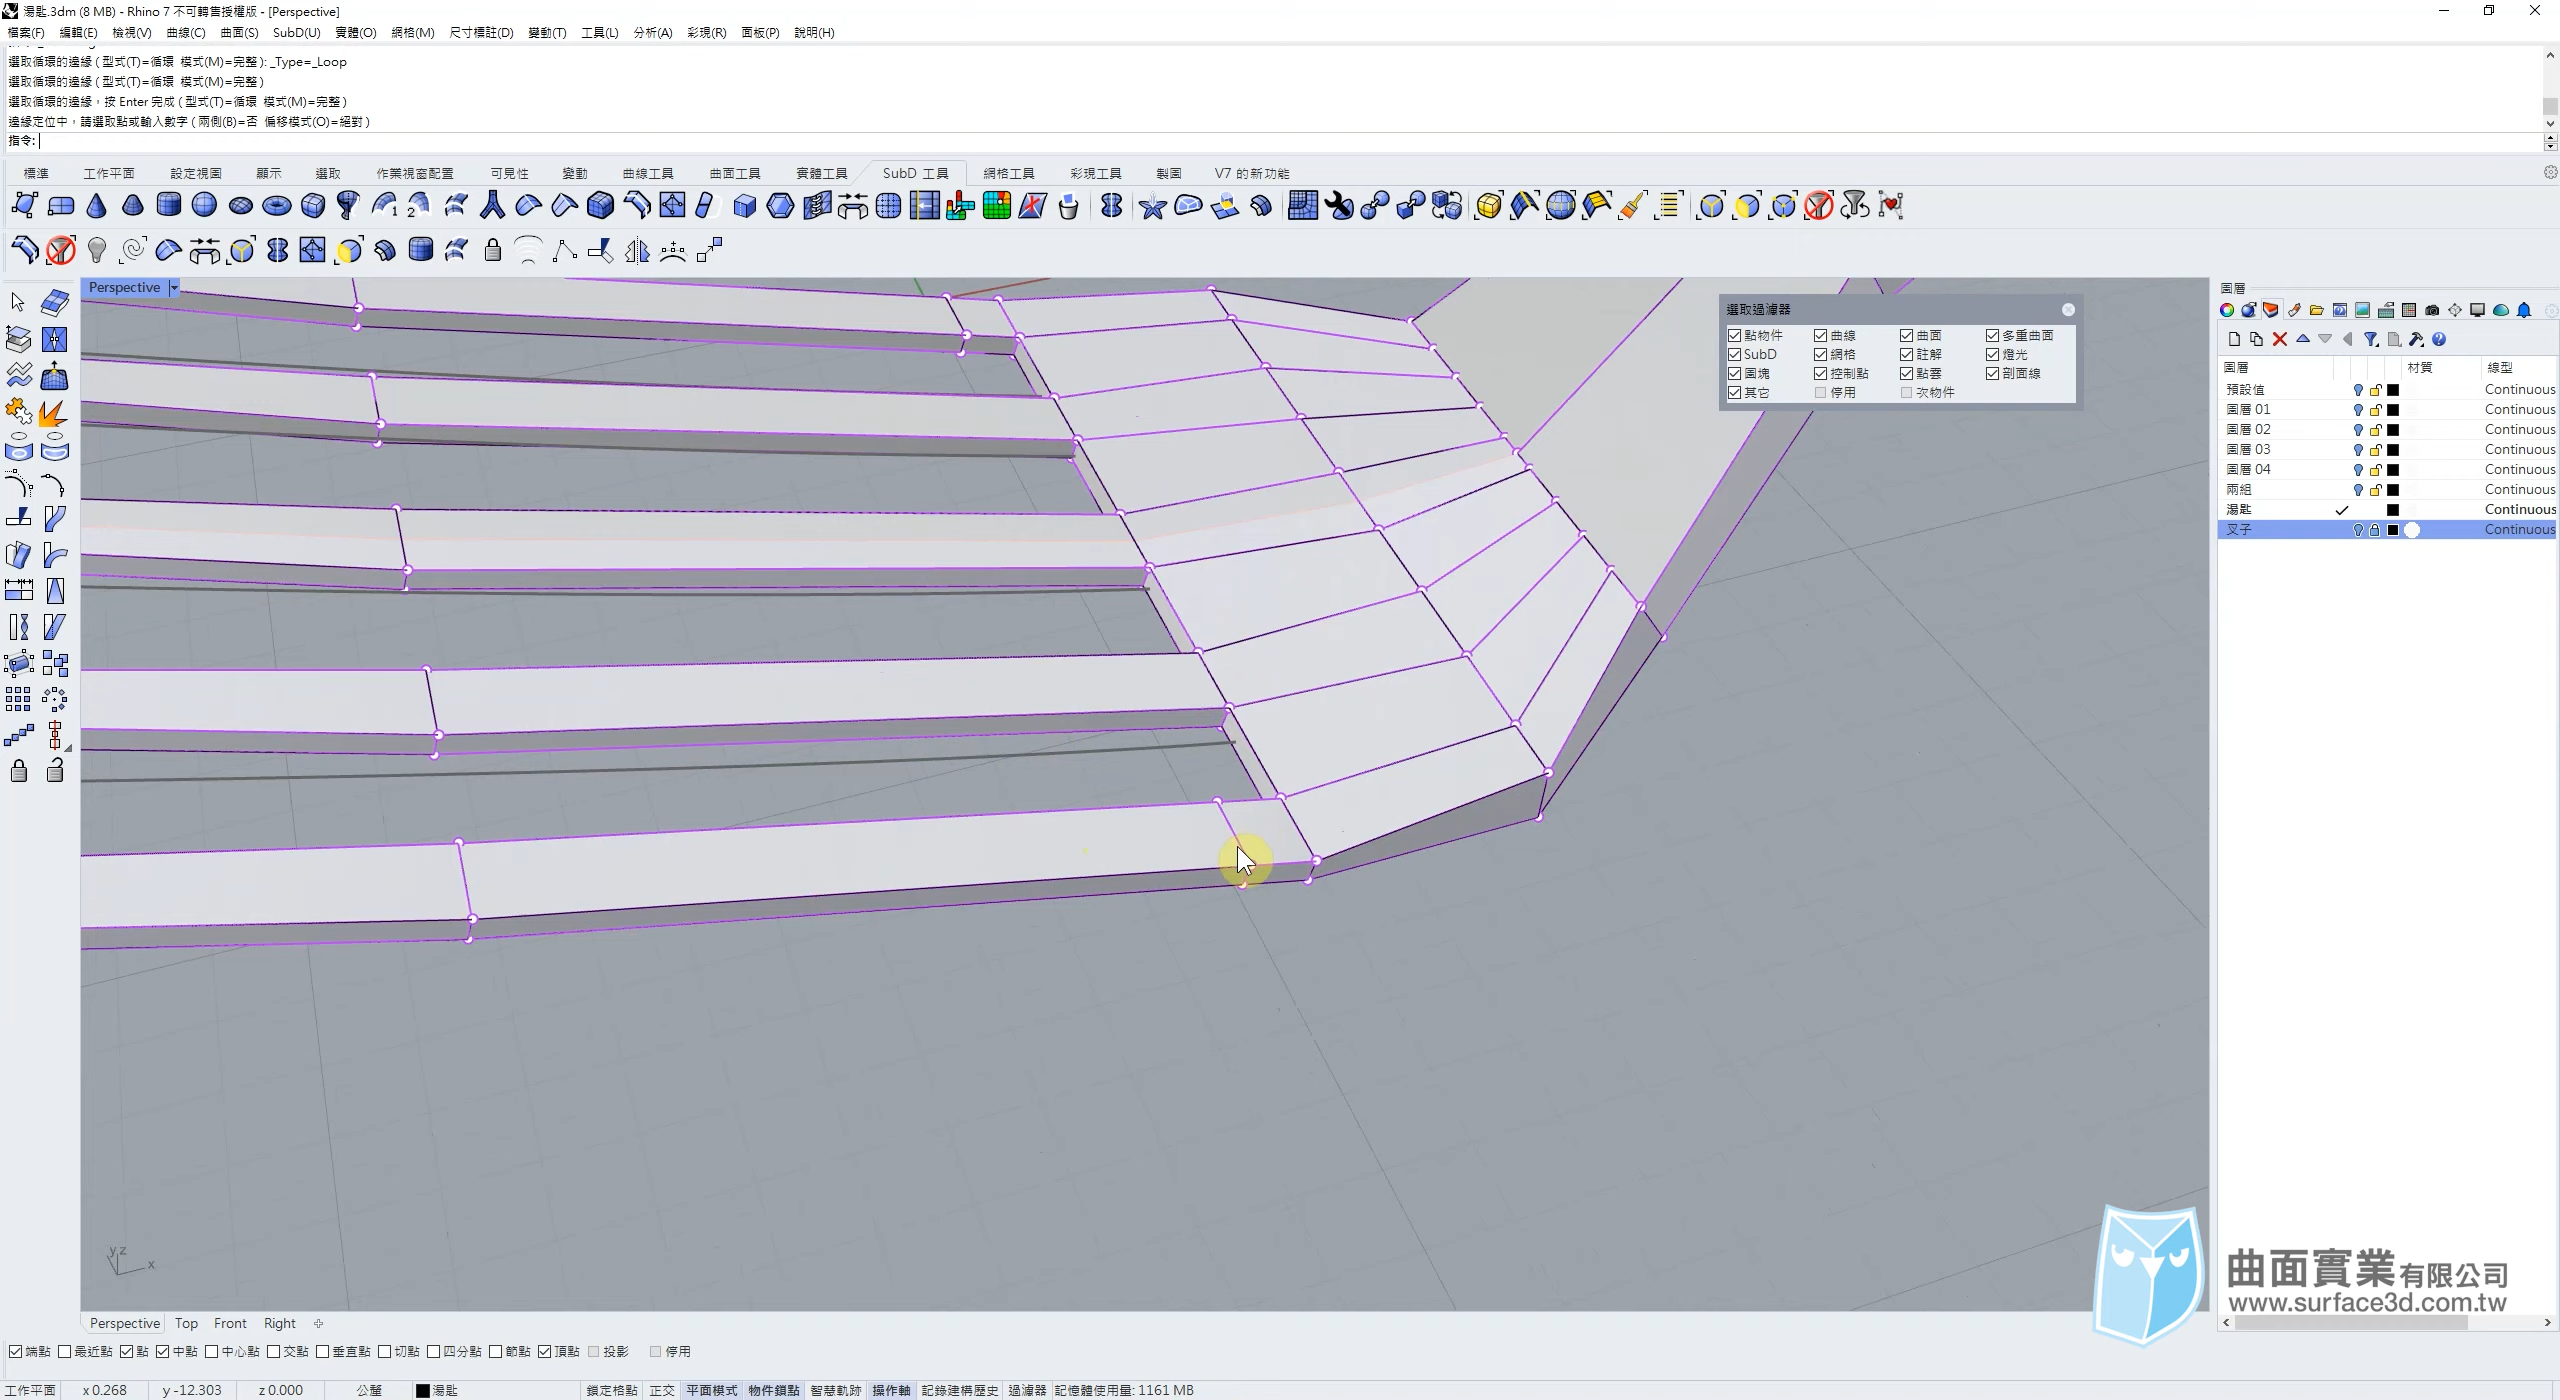 湯匙.3dm (8 MB) - Rhino 7 不可轉售授權版 - [Perspective]
檔案(F) 編輯(E) 檢視(V) 曲線(C) 曲面(S) SubD(U) 實體(O) 網格(M) 尺寸標註(D) 變動(T) 工具(L) 分析(A) 彩現(R) 面板(P) 說明(H)
選取循環的邊緣 ( 型式(T)=循環 模式(M)=完整 ): _Type=_Loop
選取循環的邊緣 ( 型式(T)=循環 模式(M)=完整 )
選取循環的邊緣，按 Enter 完成 ( 型式(T)=循環 模式(M)=完整 )
邊緣定位中，請選取點或輸入數字 ( 兩側(B)=否 偏移模式(O)=絕對 )
指令:
標準 工作平面 設定視圖 顯示 選取 作業視窗配置 可見性 變動 曲線工具 曲面工具 實體工具 SubD 工具 網格工具 彩現工具 製圖 V7 的新功能
Perspective
選取過濾器
點物件 曲線 曲面 多重曲面
SubD 網格 註解 燈光
圖塊 控制點 點雲 剖面線
其它 停用 次物件
圖層
圖層 材質 線型
預設值 Continuous
圖層 01 Continuous
圖層 02 Continuous
圖層 03 Continuous
圖層 04 Continuous
兩組 Continuous
湯匙 Continuous
叉子 Continuous
y z x
曲面實業有限公司
www.surface3d.com.tw
Perspective Top Front Right
端點 最近點 點 中點 中心點 交點 垂直點 切點 四分點 節點 頂點 投影 停用
工作平面 x 0.268 y -12.303 z 0.000 公釐 湯匙 鎖定格點 正交 平面模式 物件鎖點 智慧軌跡 操作軸 記錄建構歷史 過濾器 記憶體使用量: 1161 MB